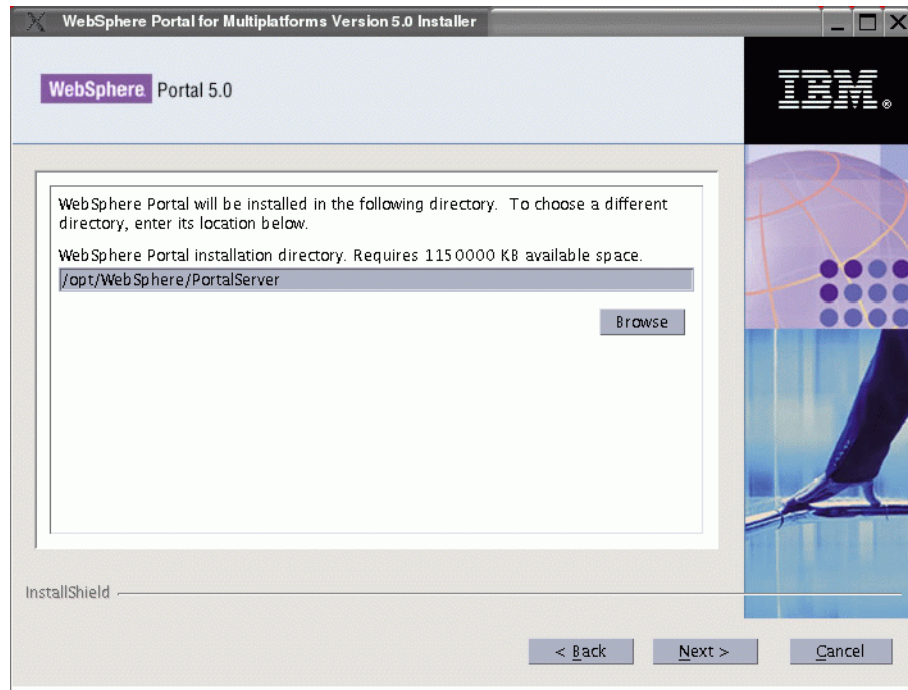 WebSphere Portal for Multiplatforms Version 5.0 Installer
WebSphere Portal 5.0
IBM®
WebSphere Portal will be installed in the following directory. To choose a different
directory, enter its location below.
WebSphere Portal installation directory. Requires 1150000 KB available space.
/opt/WebSphere/PortalServer
Browse
InstallShield
< Back
Next >
Cancel